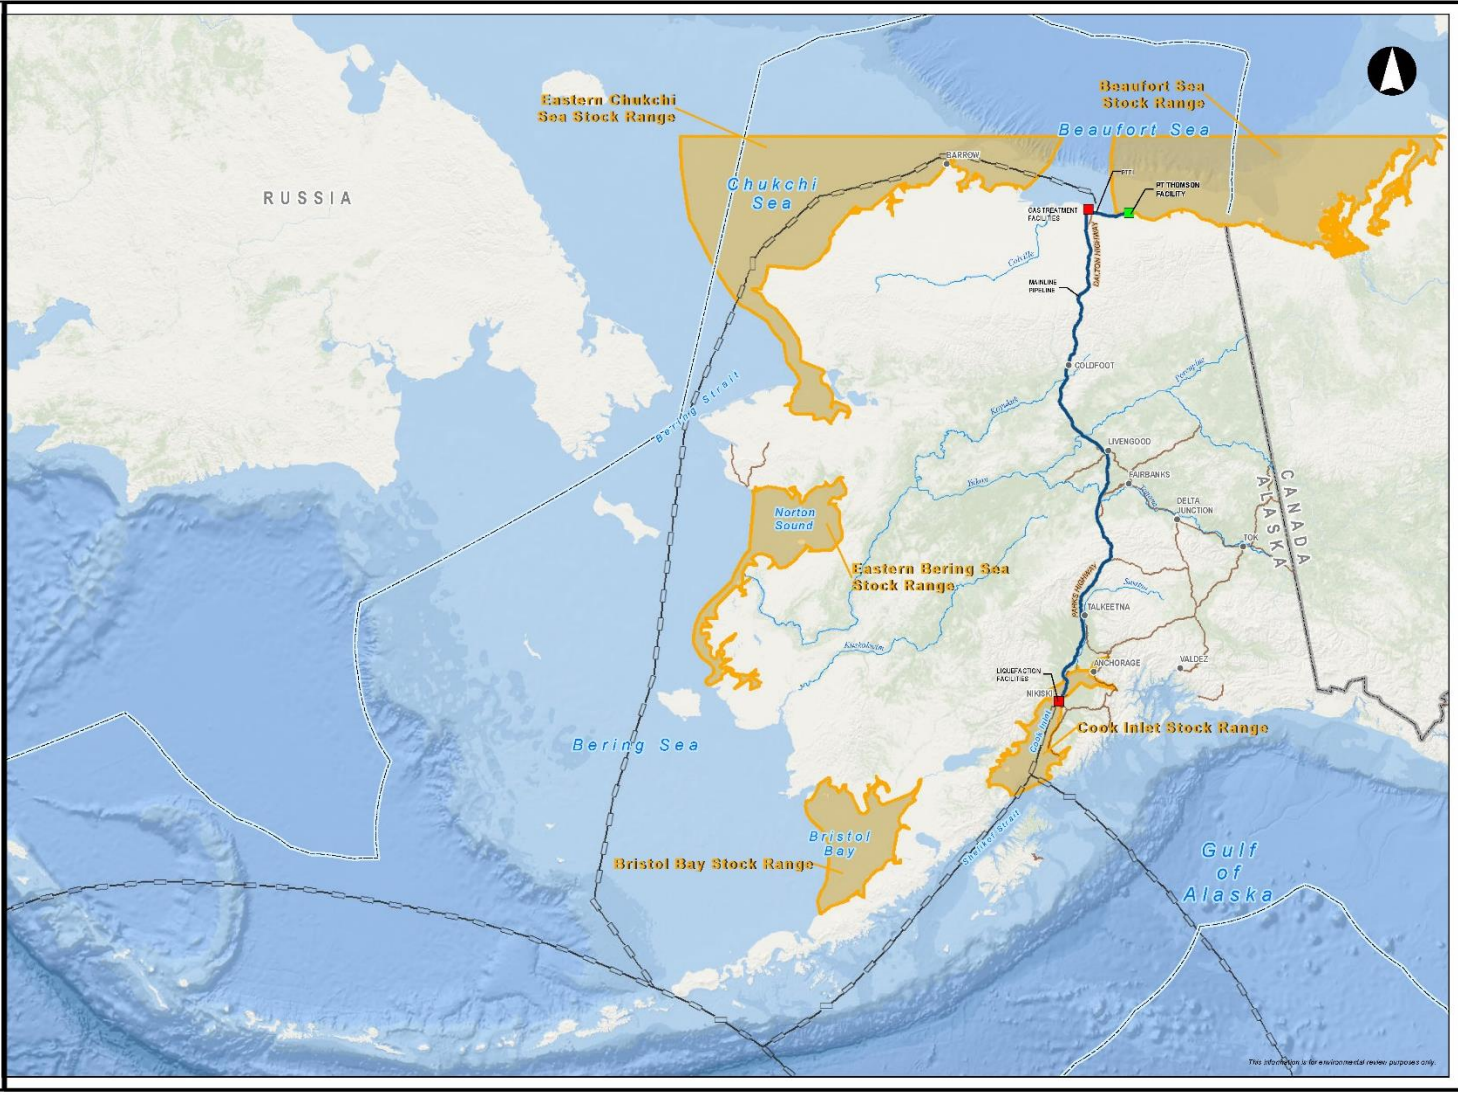 Eastern Chukchi
Sea Stock Range
Beaufort Sea
Stock Range
Beaufort Sea
BARROW
RUSSIA
Chukchi
Sea
PTTL
PT THOMSON
FACILITY
GAS TREATMENT
FACILITIES
DALTON HIGHWAY
Colville
MAINLINE
PIPELINE
COLDFOOT
Porcupine
Bering Strait
Koyukuk
LIVENGOOD
FAIRBANKS
Yukon
Tanana
DELTA
JUNCTION
CANADA
ALASKA
Norton
Sound
TOK
Eastern Bering Sea
Stock Range
PARKS HIGHWAY
Susitna
TALKEETNA
Kuskokwim
ANCHORAGE
VALDEZ
LIQUEFACTION
FACILITIES
NIKISKI
Cook Inlet
Cook Inlet Stock Range
Bering Sea
Bristol
Bay
Shelikof Strait
Bristol Bay Stock Range
Gulf
of
Alaska
This information is for environmental review purposes only.